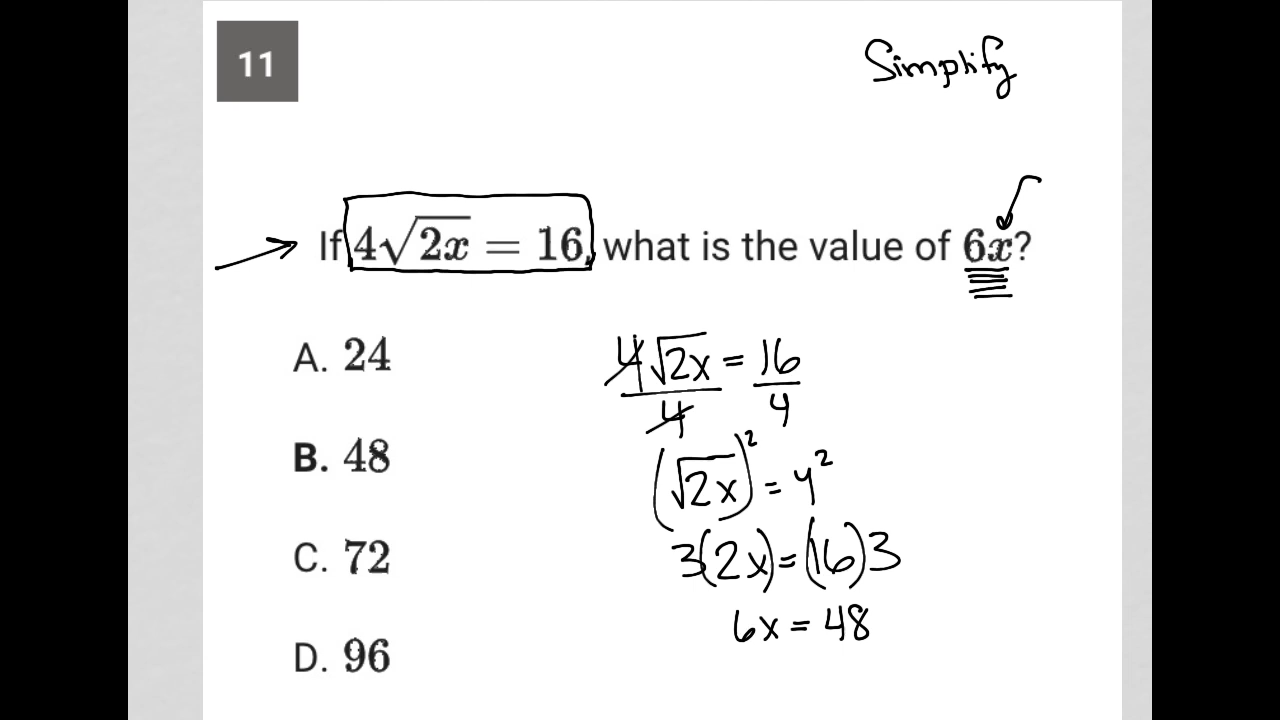 11
Simplify
If 4√2x = 16, what is the value of 6x?
A. 24
B. 48
C. 72
D. 96
4√2x = 16
4 4
(√2x)² = 4²
3(2x) = (16)3
6x = 48